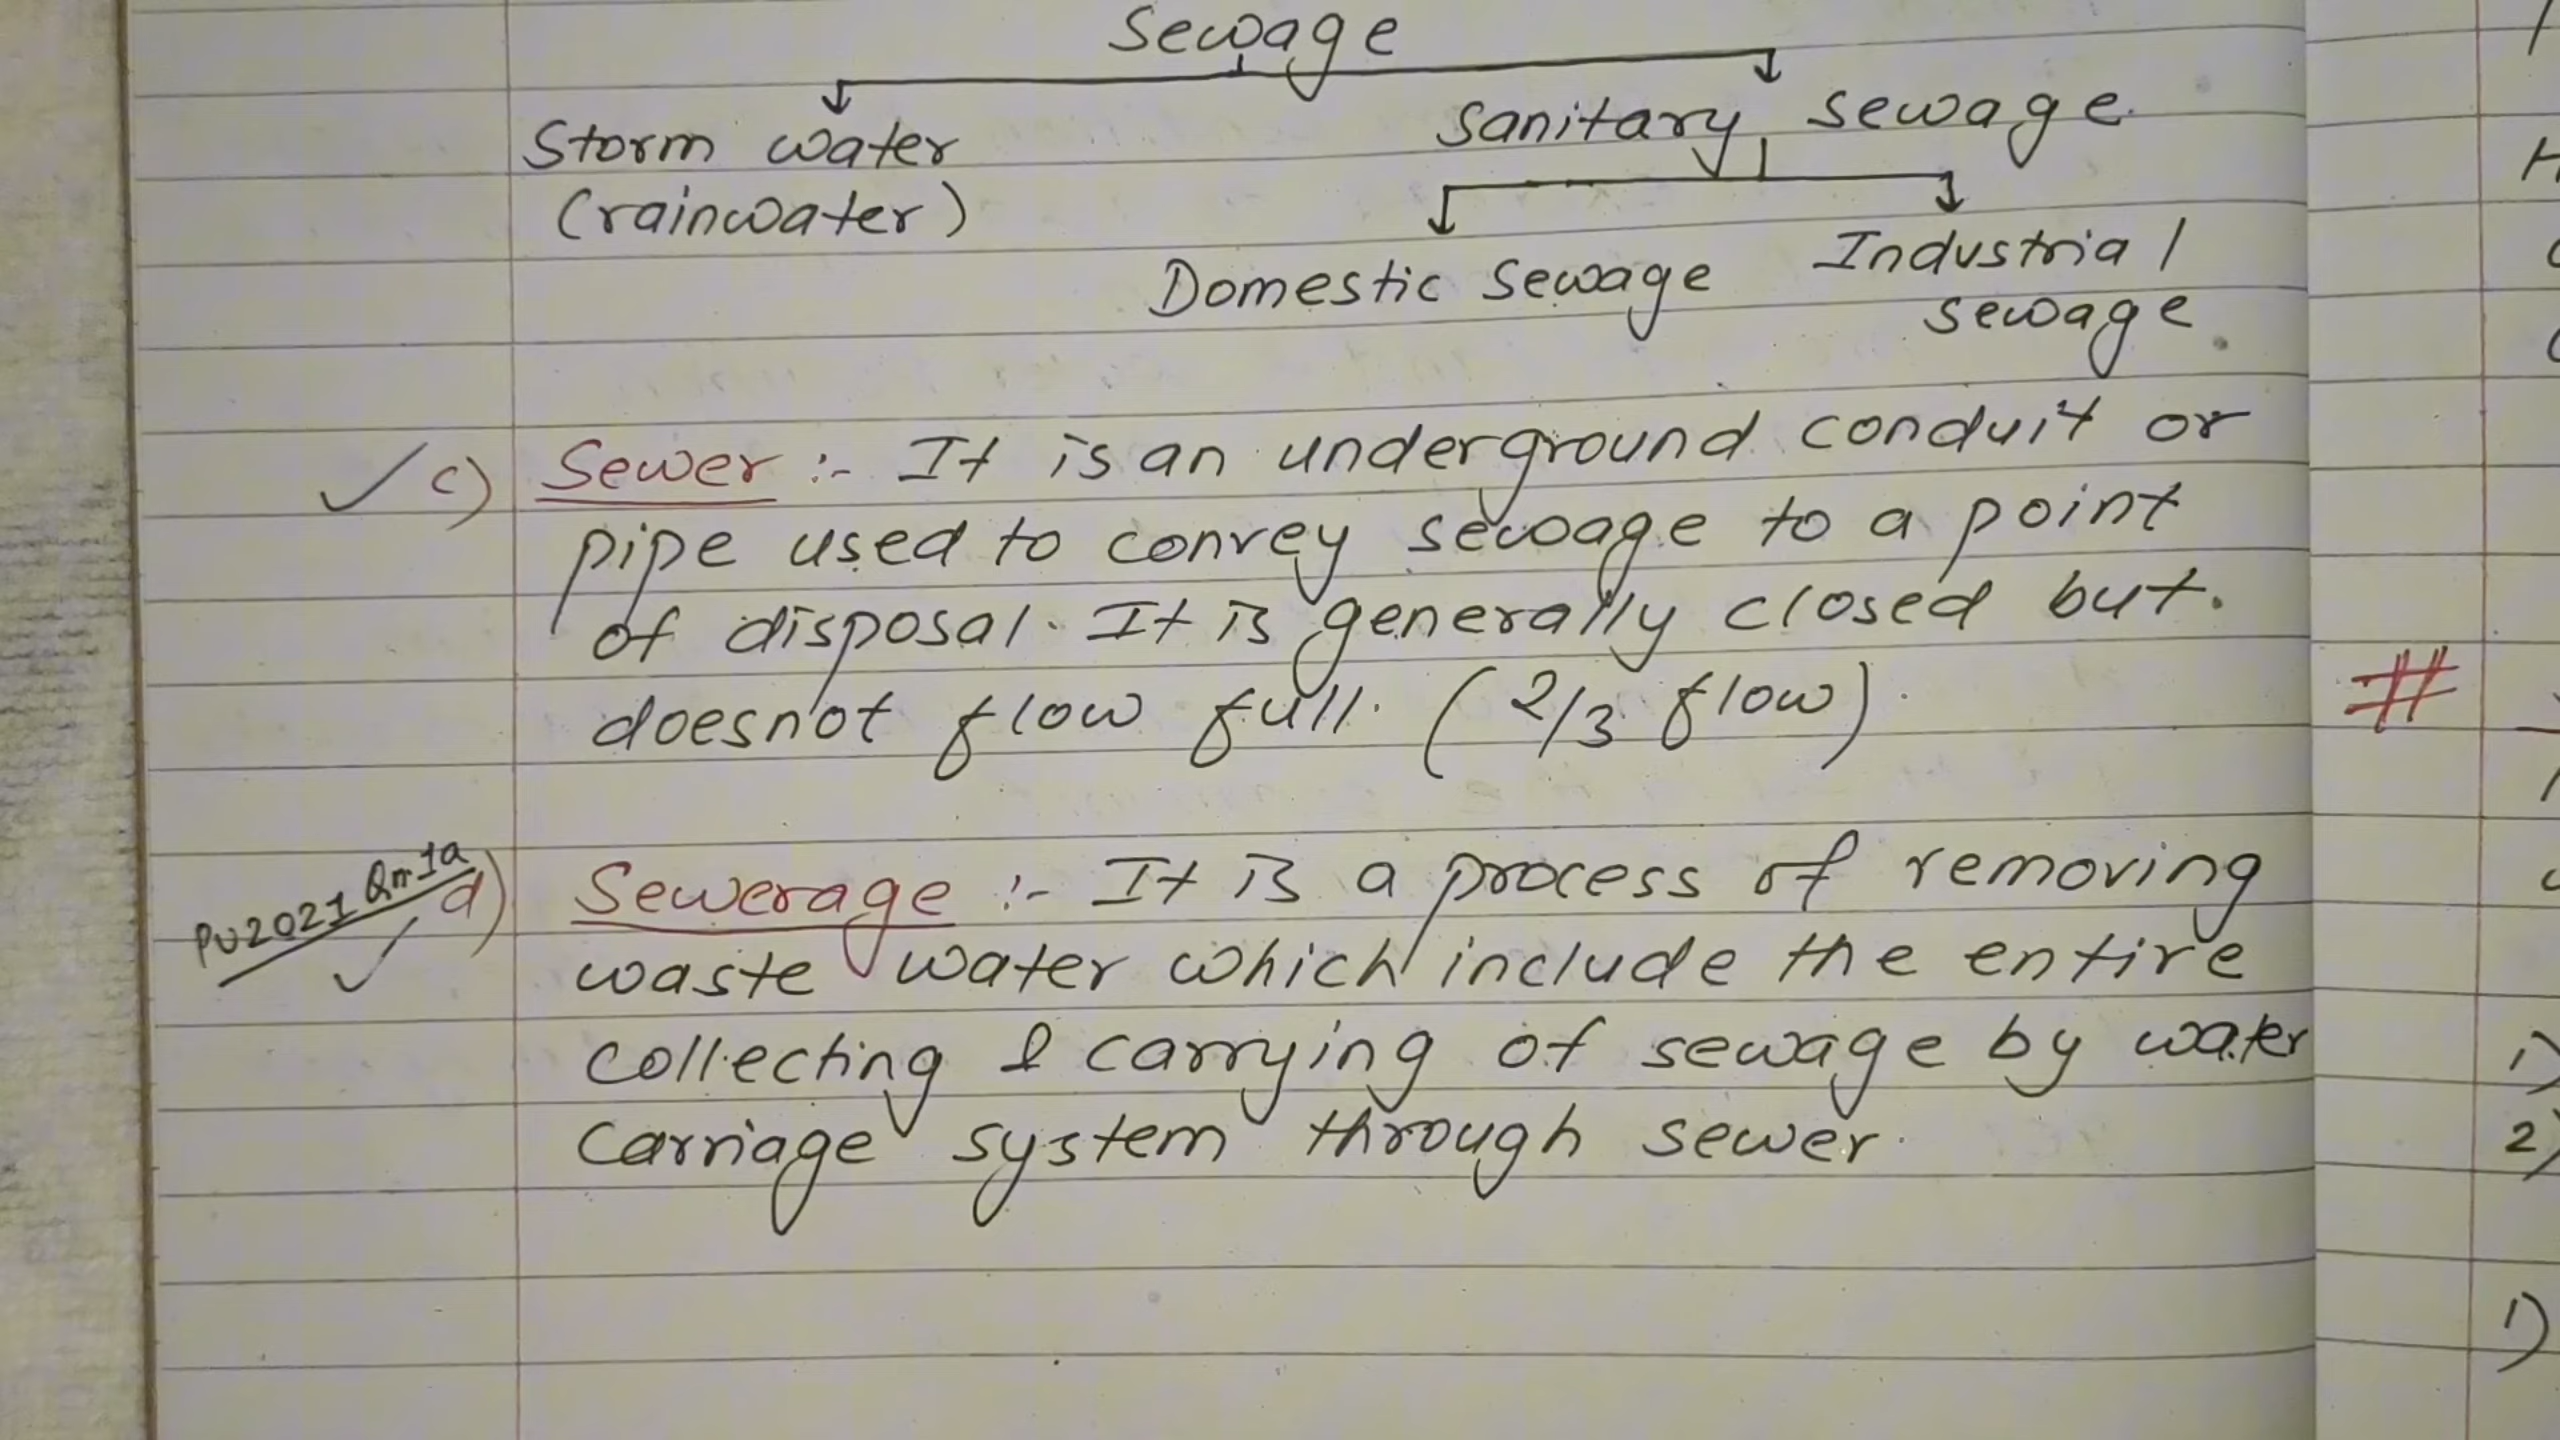 Sewage
Storm water
(rainwater)
Sanitary sewage
Domestic Sewage
Industrial
sewage
c) Sewer :- It is an underground conduit or
pipe used to convey sewage to a point
of disposal. It is generally closed but.
doesnot flow full. (2/3 flow)
PU2021 Qn-1a
d) Sewerage :- It is a process of removing
waste water which include the entire
collecting & carrying of sewage by water
carriage system through sewer.
#
1)
2)
1)